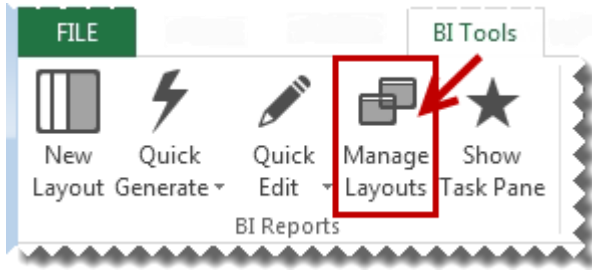 FILE BI Tools
New Quick Quick Manage Show
Layout Generate Edit Layouts Task Pane
BI Reports